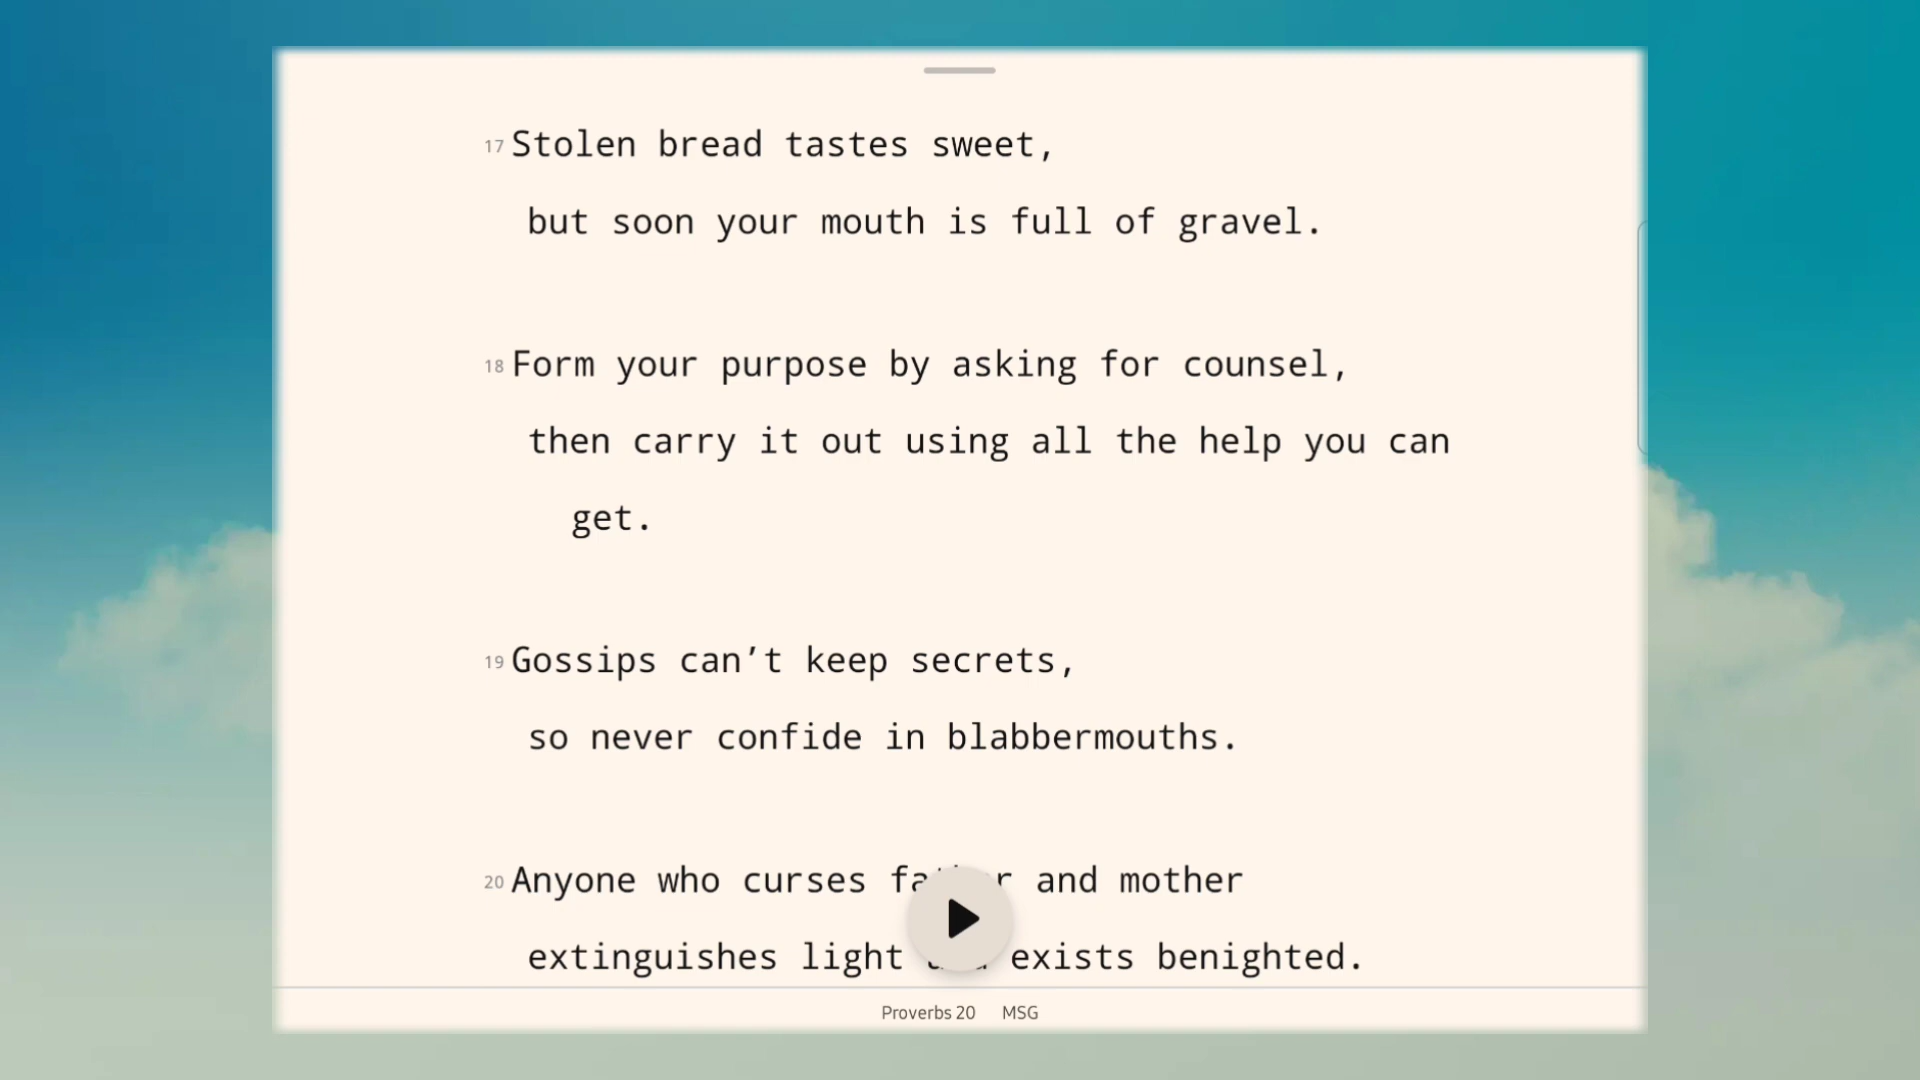 17 Stolen bread tastes sweet,
but soon your mouth is full of gravel.
18 Form your purpose by asking for counsel,
then carry it out using all the help you can
get.
19 Gossips can’t keep secrets,
so never confide in blabbermouths.
20 Anyone who curses father and mother
extinguishes light and exists benighted.
Proverbs 20 MSG